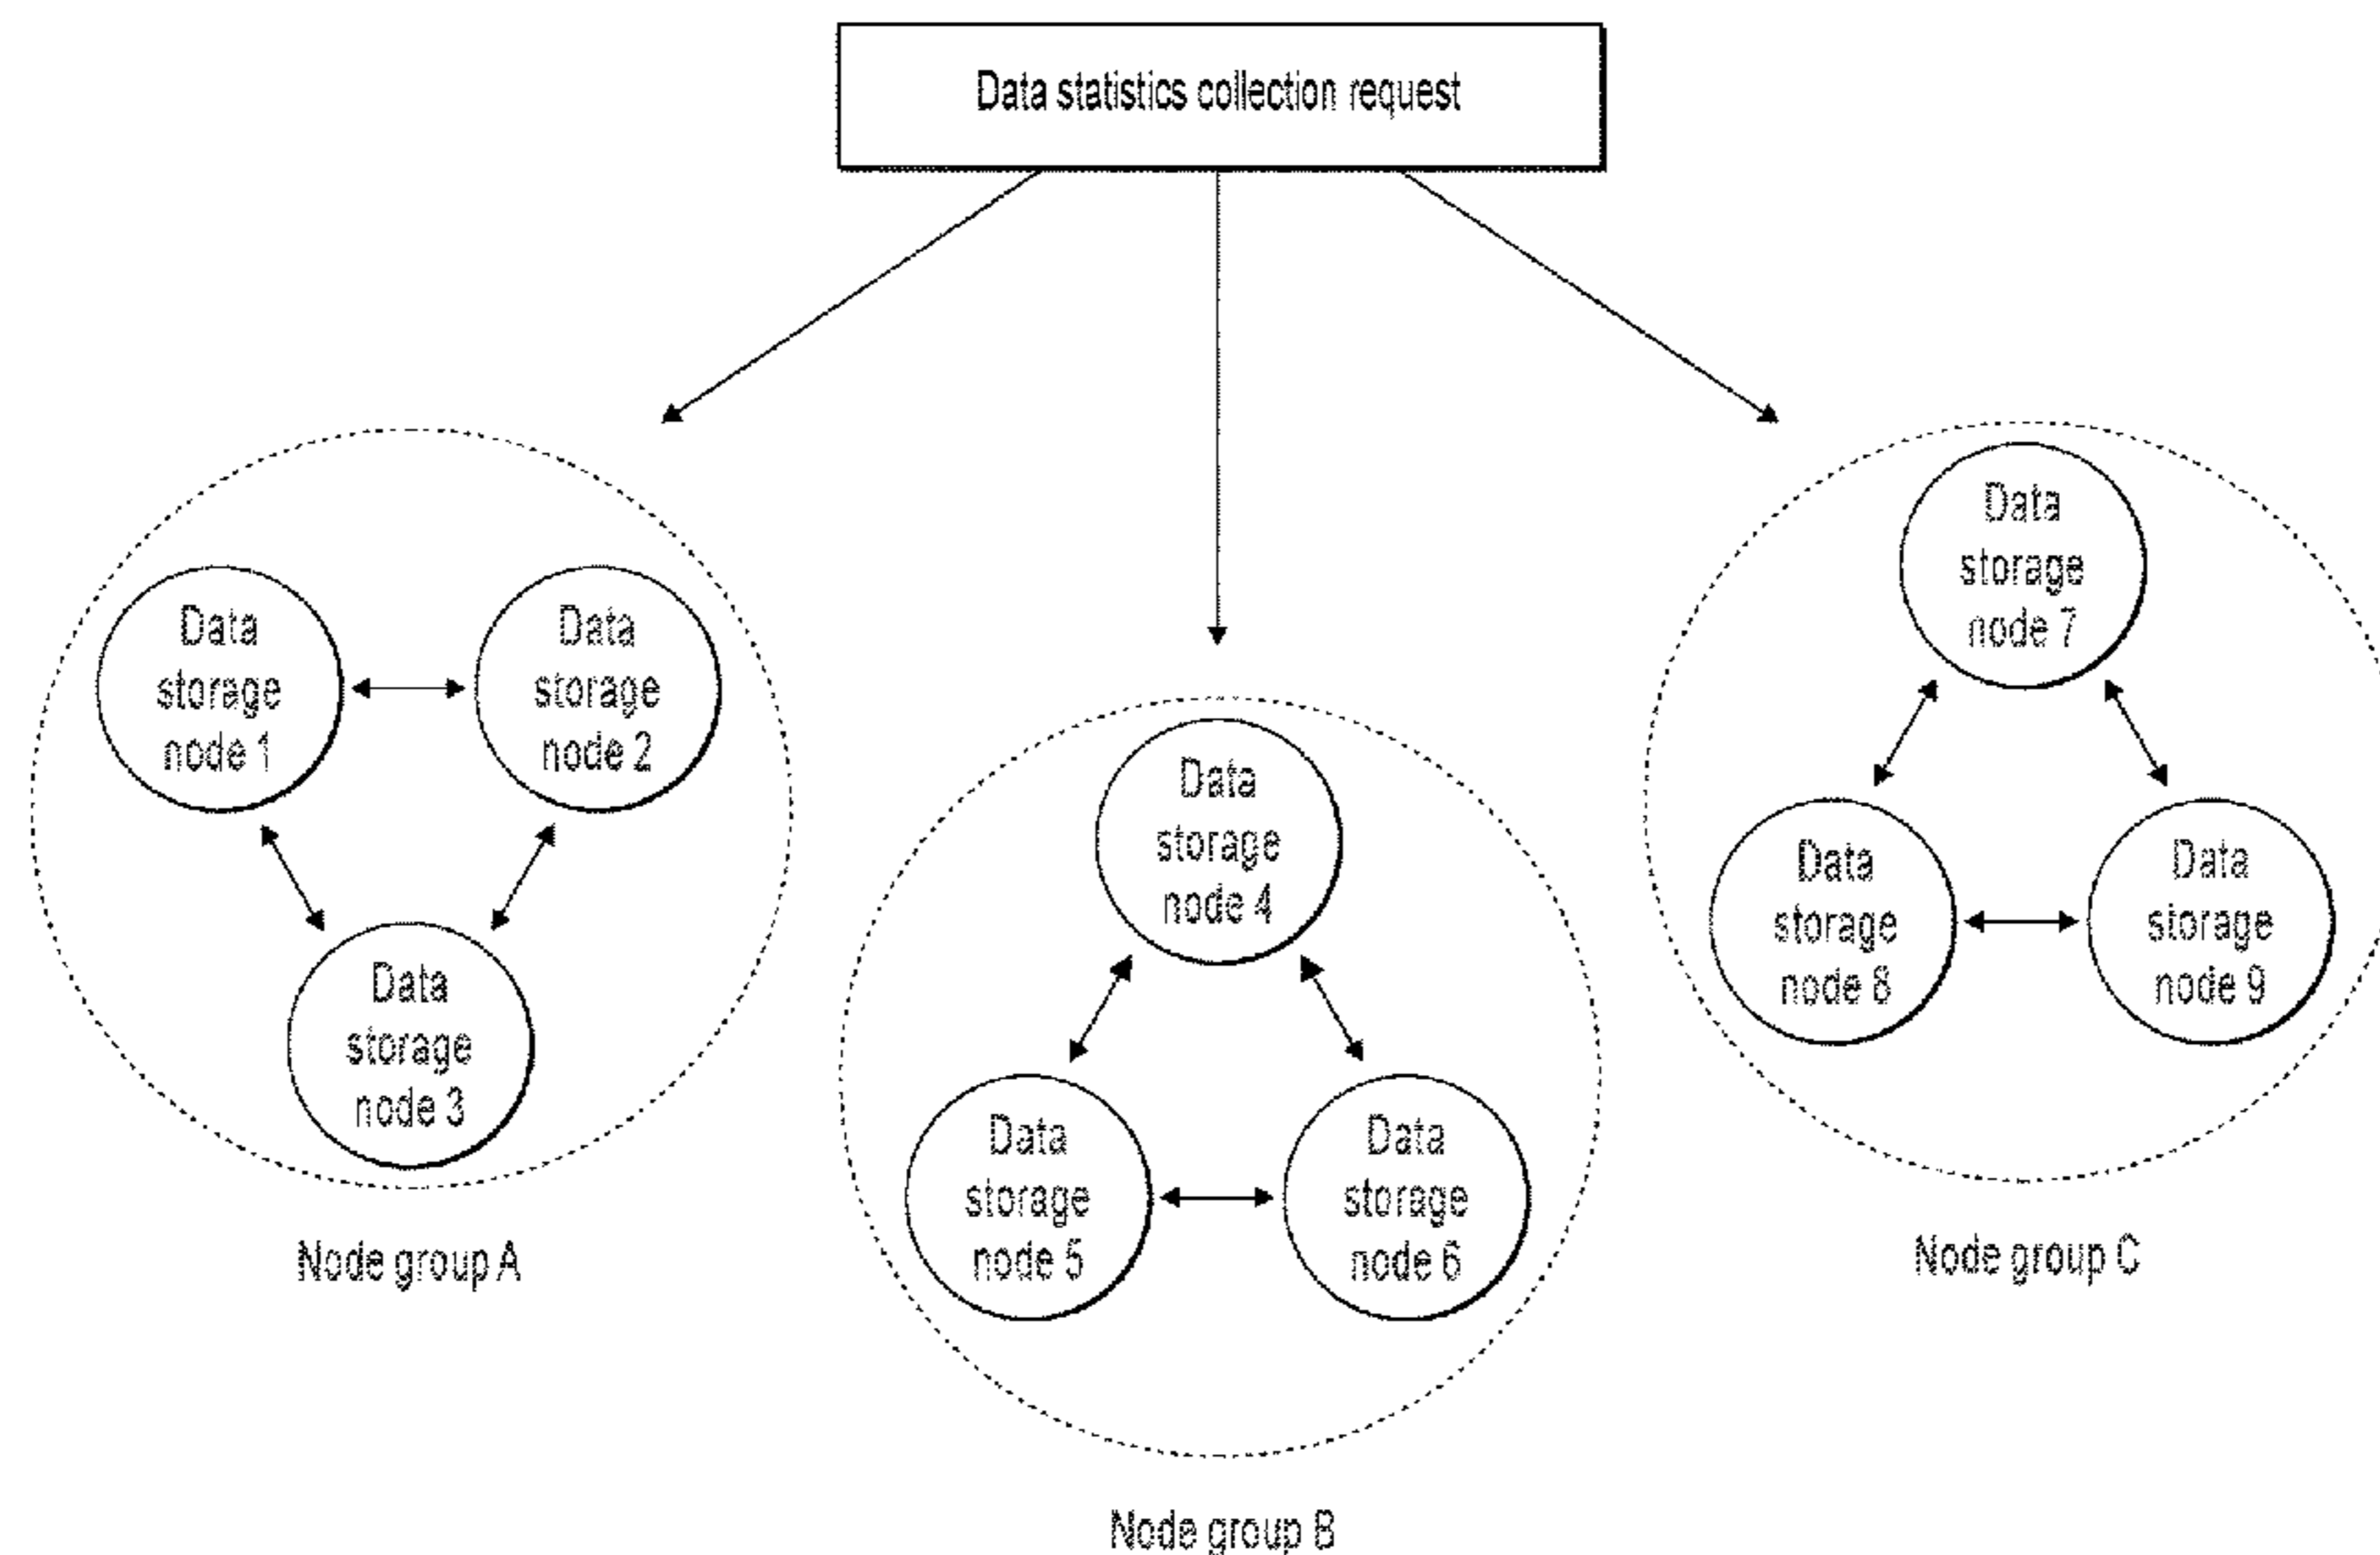 Data statistics collection request
Data
storage
node 1
Data
storage
node 2
Data
storage
node 3
Node group A
Data
storage
node 4
Data
storage
node 5
Data
storage
node 6
Node group B
Data
storage
node 7
Data
storage
node 8
Data
storage
node 9
Node group C